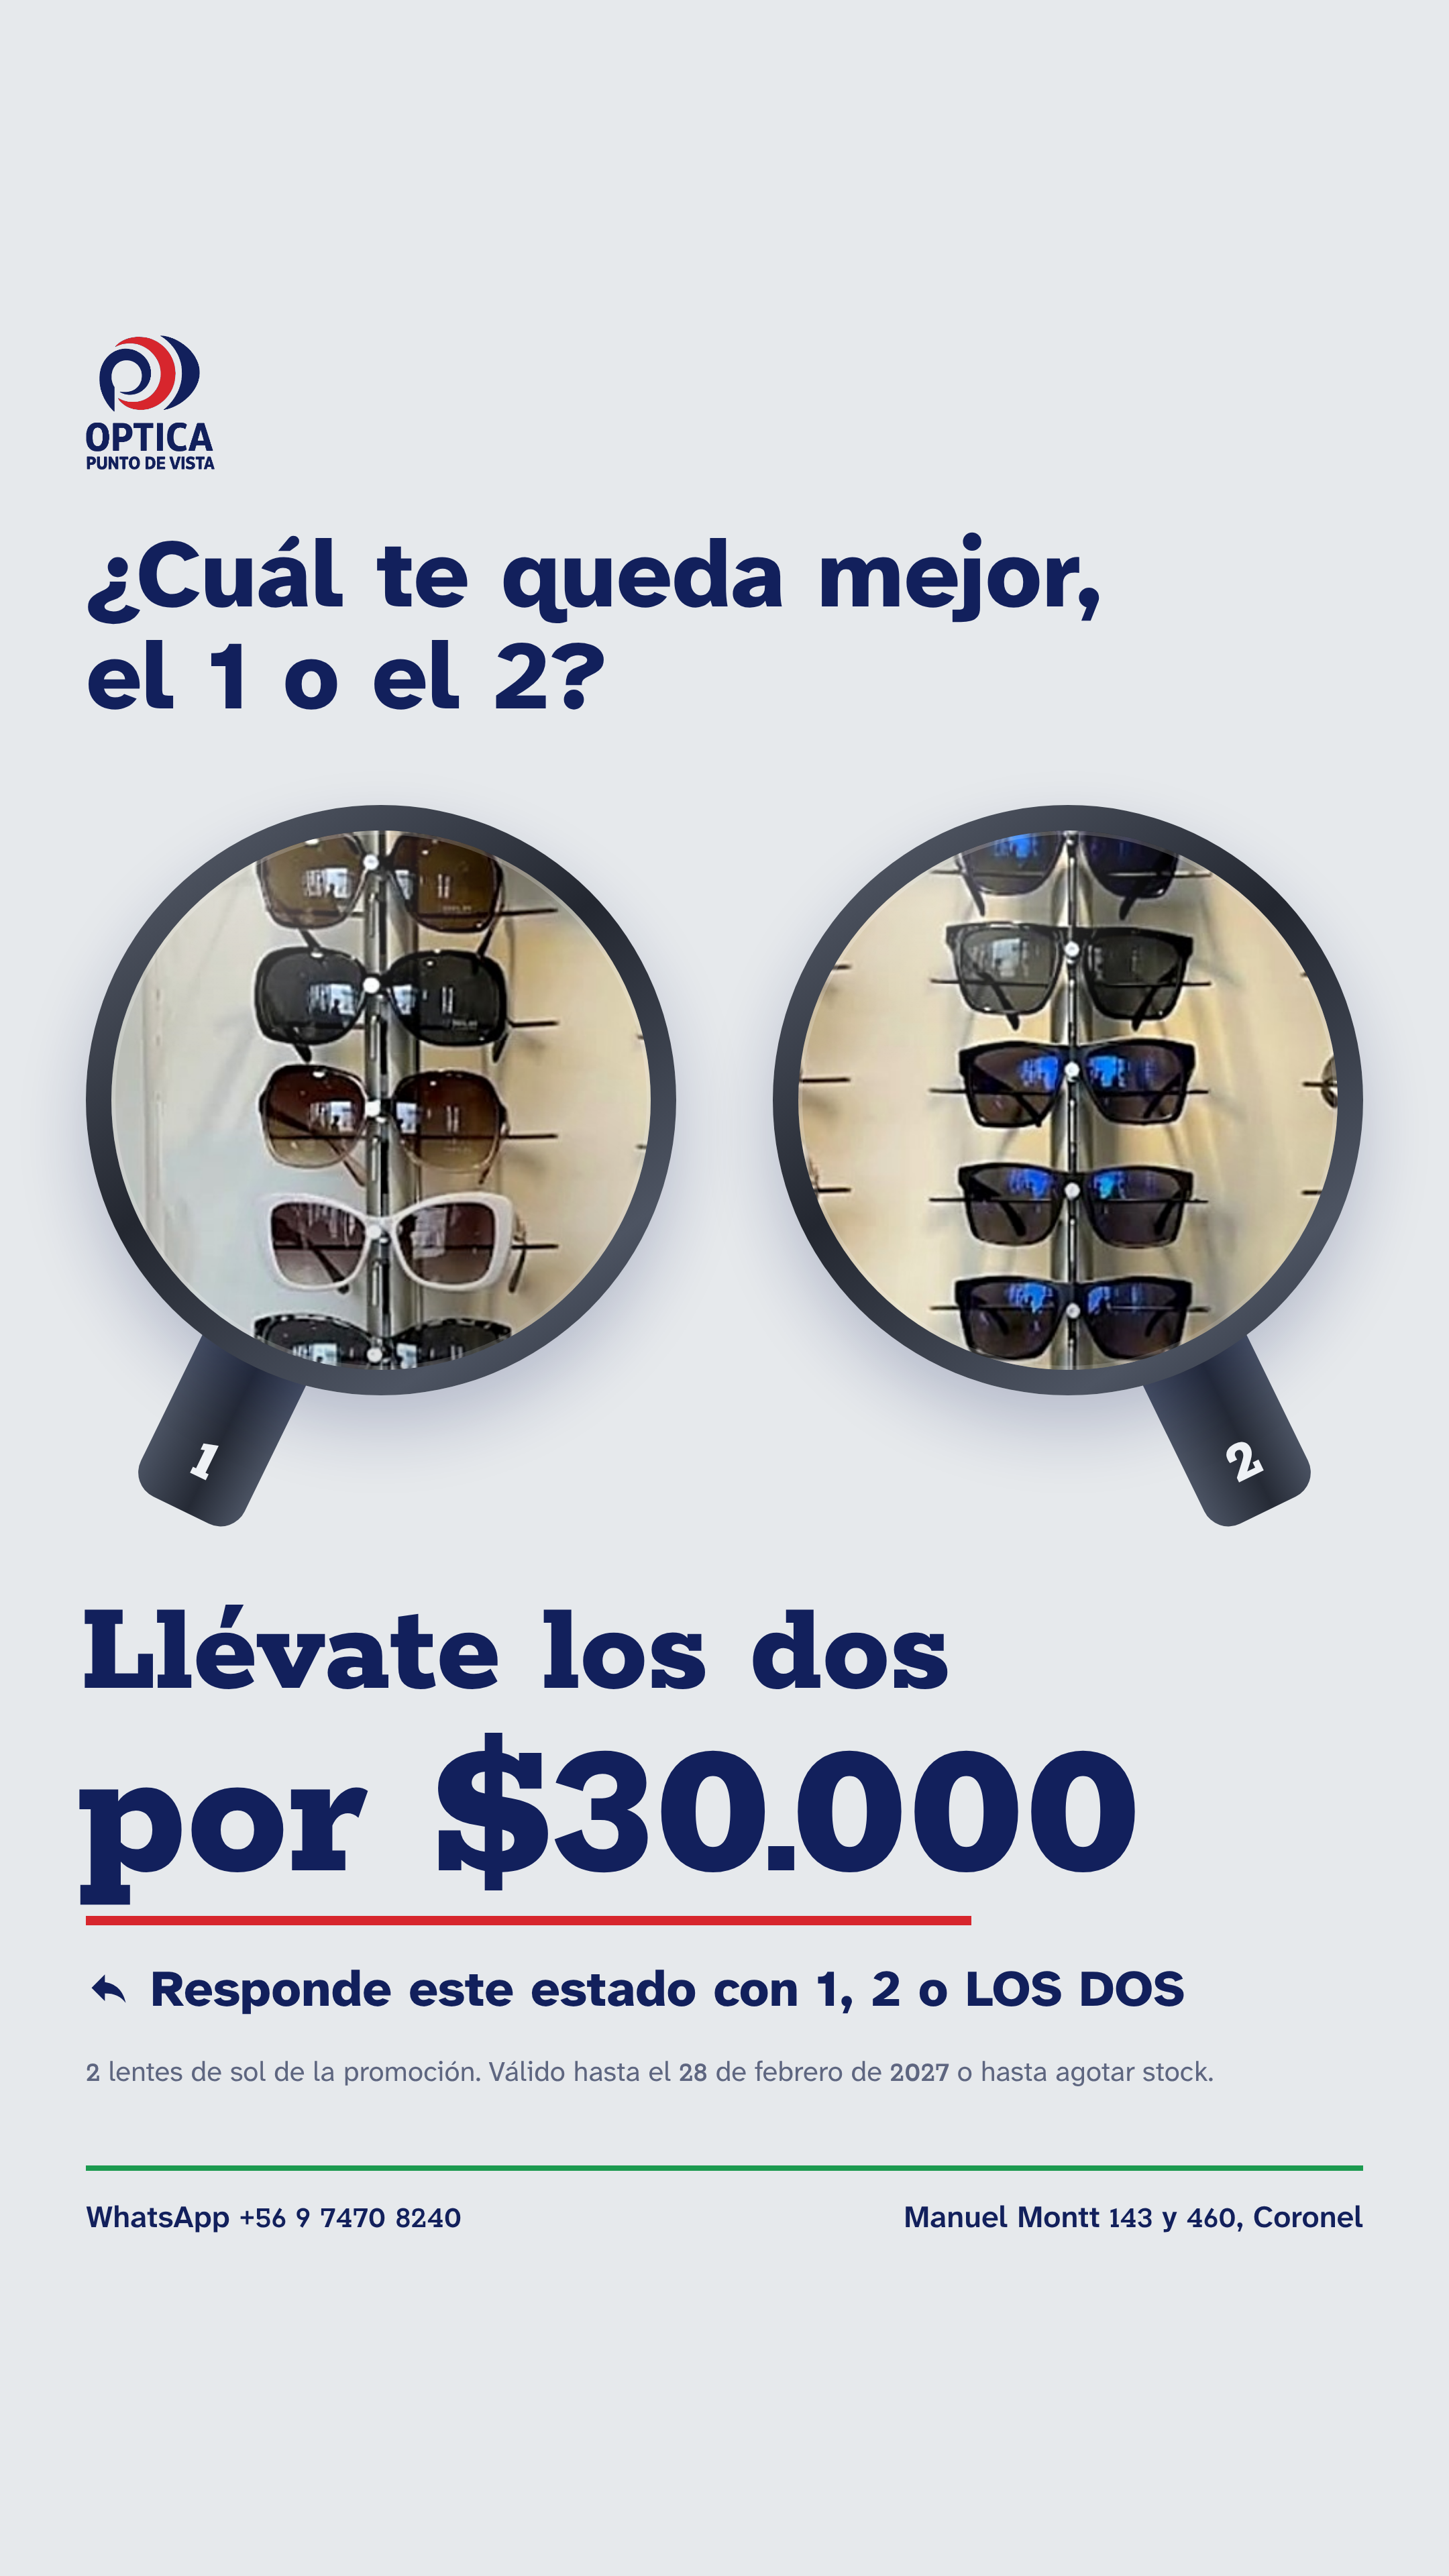 OPTICA
PUNTO DE VISTA
¿Cuál te queda mejor,
el 1 o el 2?
1
2
Llévate los dos
por $30.000
Responde este estado con 1, 2 o LOS DOS
2 lentes de sol de la promoción. Válido hasta el 28 de febrero de 2027 o hasta agotar stock.
WhatsApp +56 9 7470 8240
Manuel Montt 143 y 460, Coronel